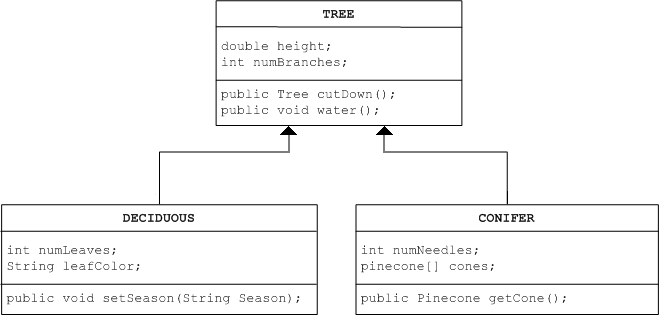 TREE
double height;
int numBranches;
public Tree cutDown();
public void water();
DECIDUOUS
int numLeaves;
String leafColor;
public void setSeason(String Season);
CONIFER
int numNeedles;
pinecone[] cones;
public Pinecone getCone();